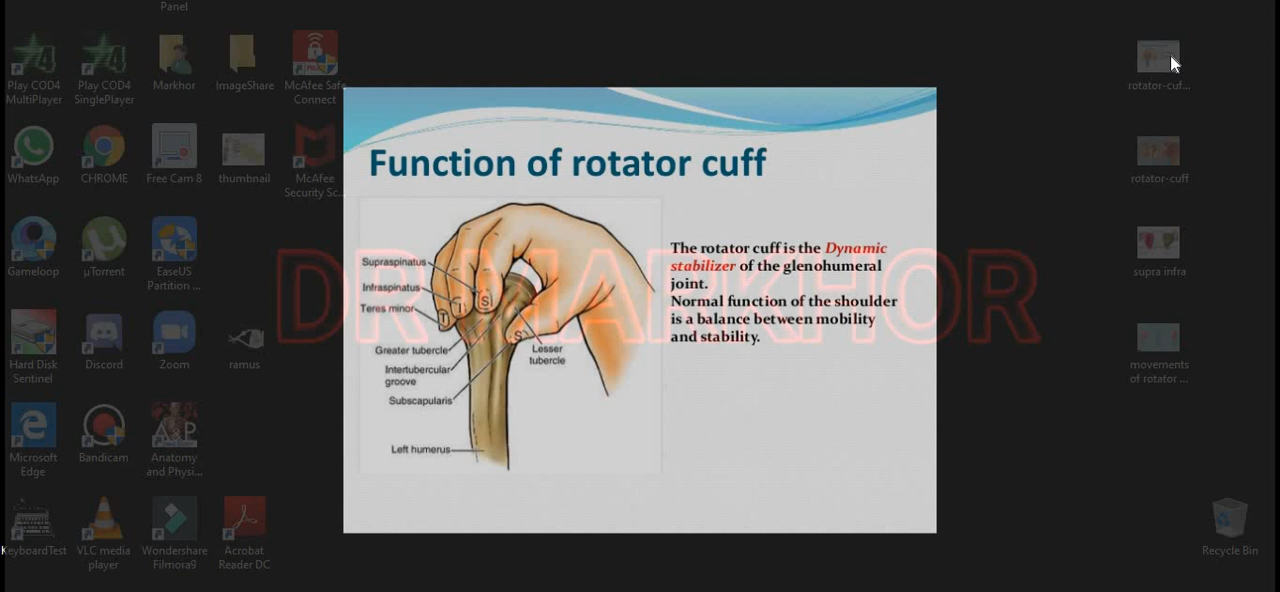 Panel
Play COD4
MultiPlayer
Play COD4
SinglePlayer
Markhor
ImageShare
McAfee Safe
Connect
WhatsApp
CHROME
Free Cam 8
thumbnail
McAfee
Security Sc...
Gameloop
µTorrent
EaseUS
Partition ...
Hard Disk
Sentinel
Discord
Zoom
ramus
Microsoft
Edge
Bandicam
Anatomy
and Physi...
KeyboardTest
VLC media
player
Wondershare
Filmora9
Acrobat
Reader DC
Function of rotator cuff
Supraspinatus
Infraspinatus
Teres minor
T
I
S
S
Greater tubercle
Intertubercular
groove
Subscapularis
Lesser
tubercle
Left humerus
The rotator cuff is the Dynamic
stabilizer of the glenohumeral
joint.
Normal function of the shoulder
is a balance between mobility
and stability.
DR MARKHOR
rotator-cuf...
rotator-cuff
supra infra
movements
of rotator ...
Recycle Bin